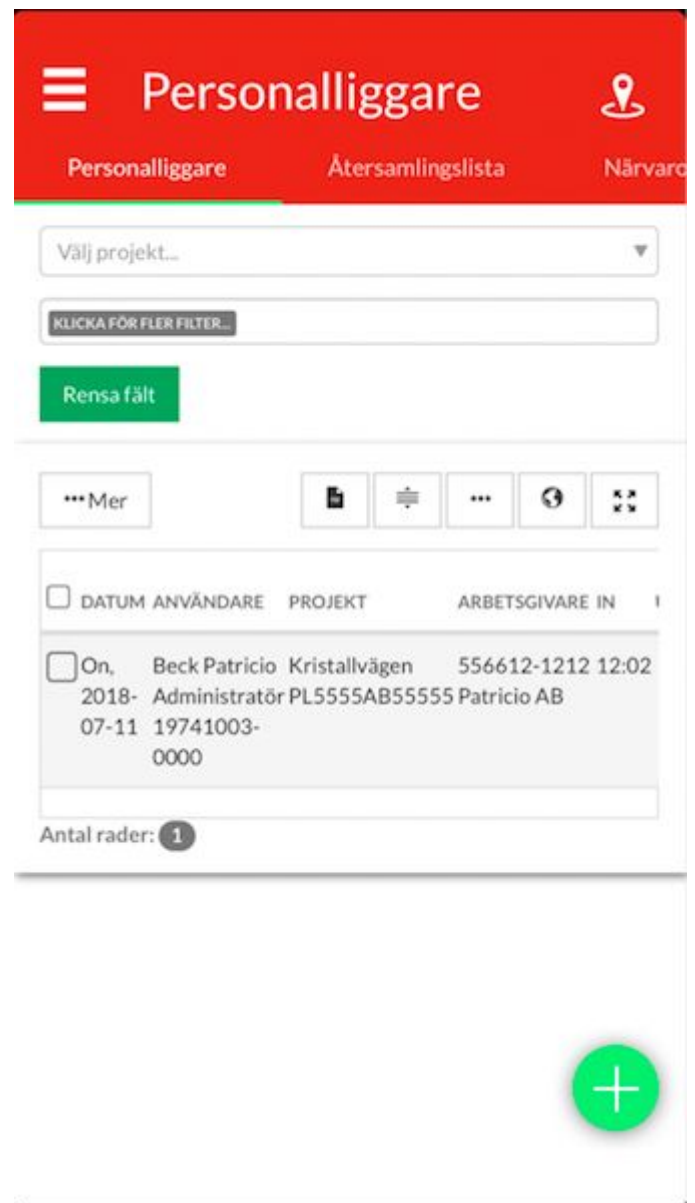 Personalliggare
Personalliggare Återsamlingslista Närvaro
Välj projekt...
KLICKA FÖR FLER FILTER...
Rensa fält
Mer
DATUM ANVÄNDARE PROJEKT ARBETSGIVARE IN
On, Beck Patricio Kristallvägen 556612-1212 12:02
2018- Administratör PL5555AB55555 Patricio AB
07-11 19741003-
0000
Antal rader: 1